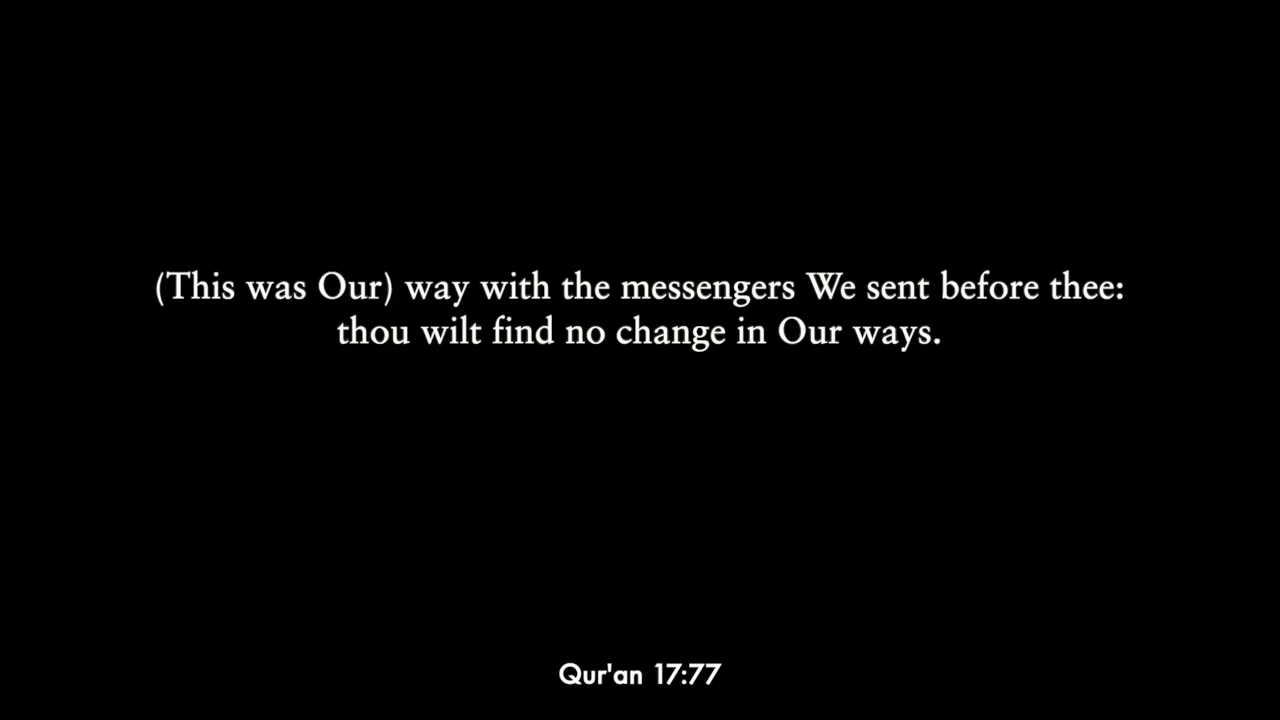 (This was Our) way with the messengers We sent before thee:
thou wilt find no change in Our ways.
Qur'an 17:77